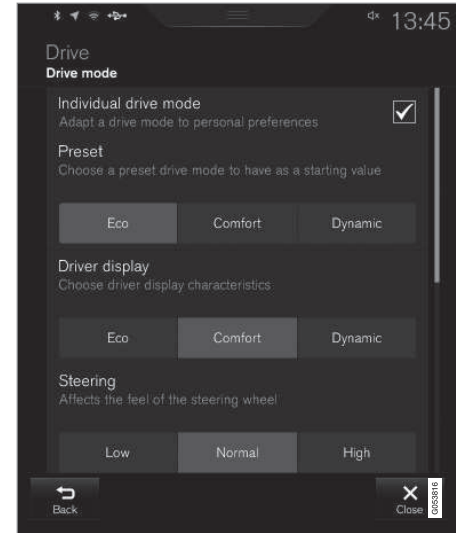 13:45
Drive
Drive mode
Individual drive mode
Adapt a drive mode to personal preferences
Preset
Choose a preset drive mode to have as a starting value
Eco Comfort Dynamic
Driver display
Choose driver display characteristics
Eco Comfort Dynamic
Steering
Affects the feel of the steering wheel
Low Normal High
Back Close
G053816